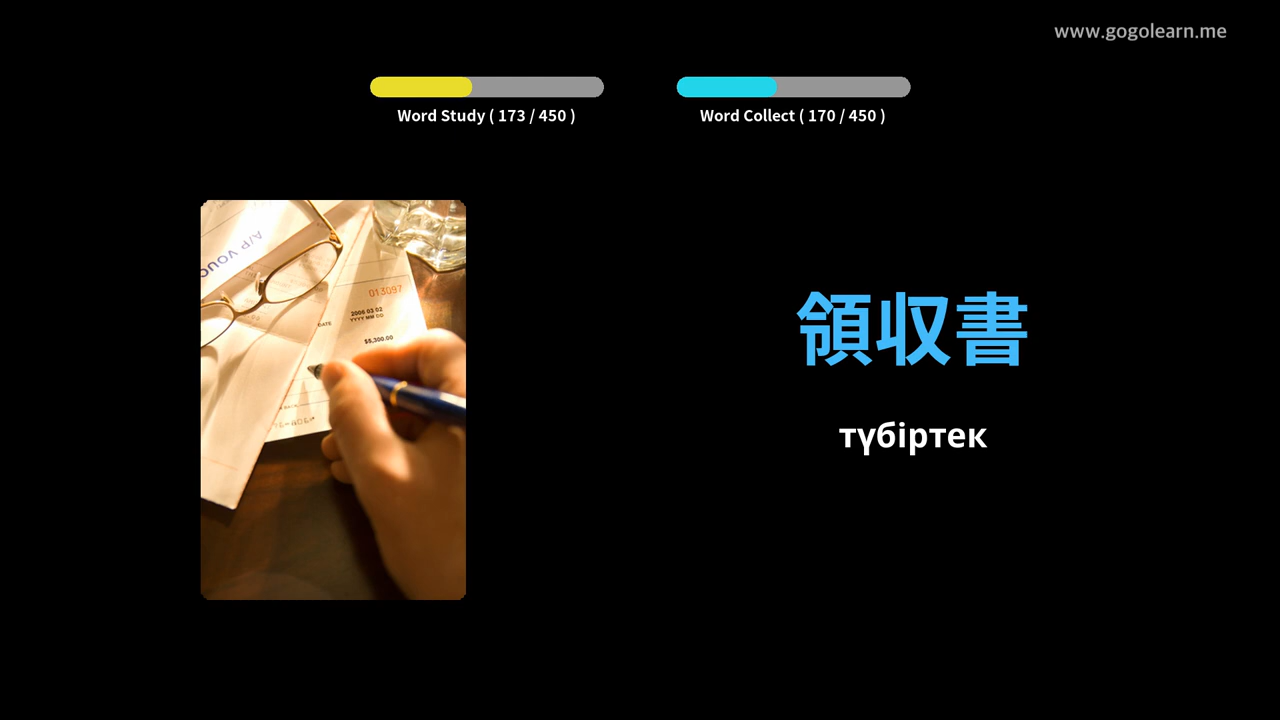 www.gogolearn.me
Word Study ( 173 / 450 )
Word Collect ( 170 / 450 )
A/P VOUC
013097
DATE
2006 03 02
YYYY MM DD
$5,300.00
領収書
түбіртек